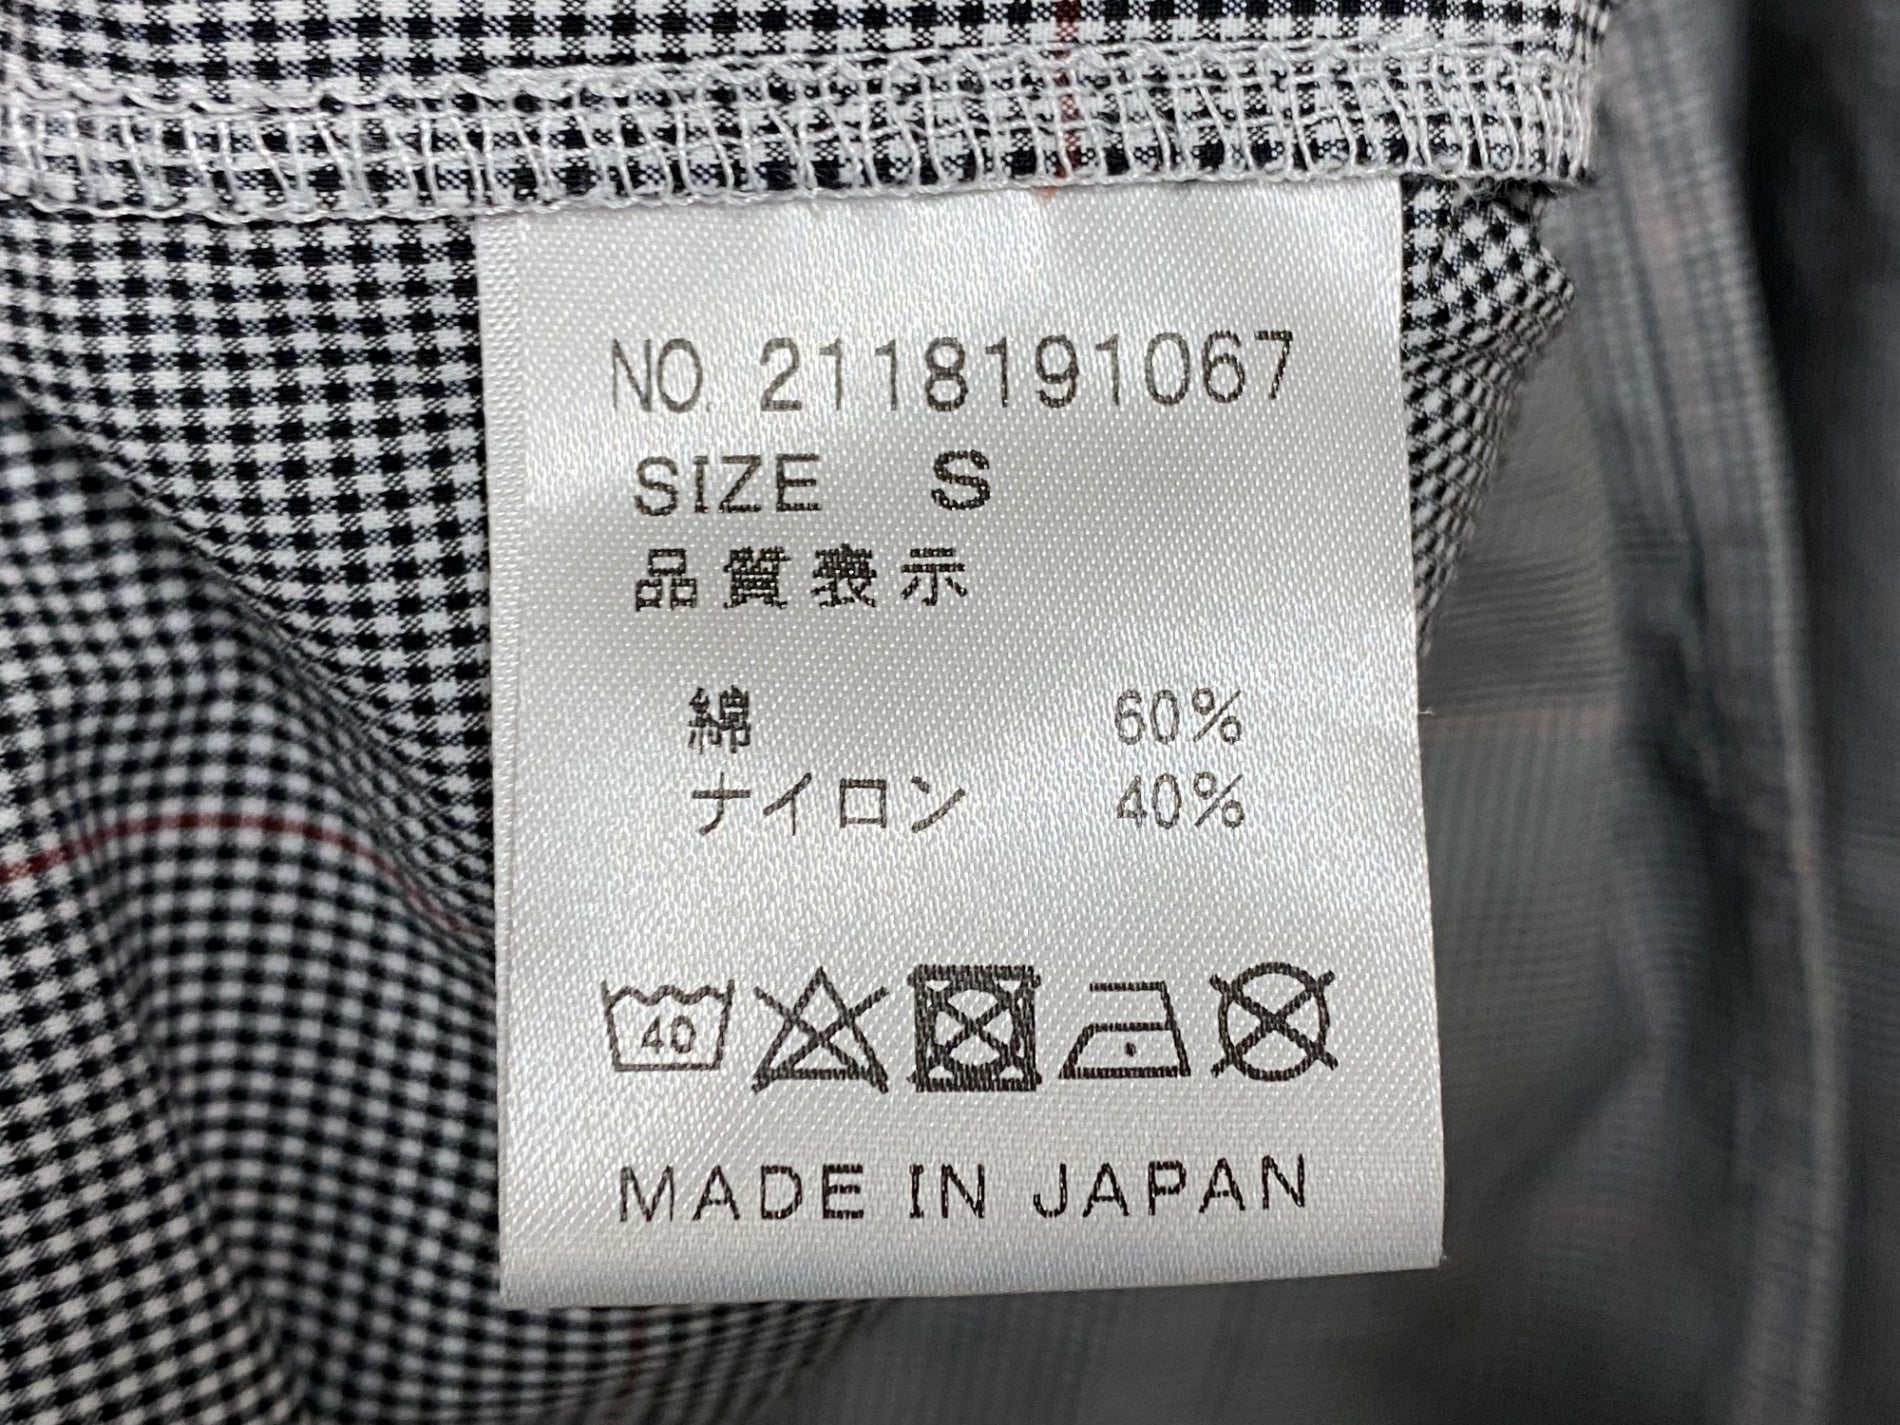 NO. 2118191067
SIZE S
品質表示
綿 60%
ナイロン 40%
40
MADE IN JAPAN